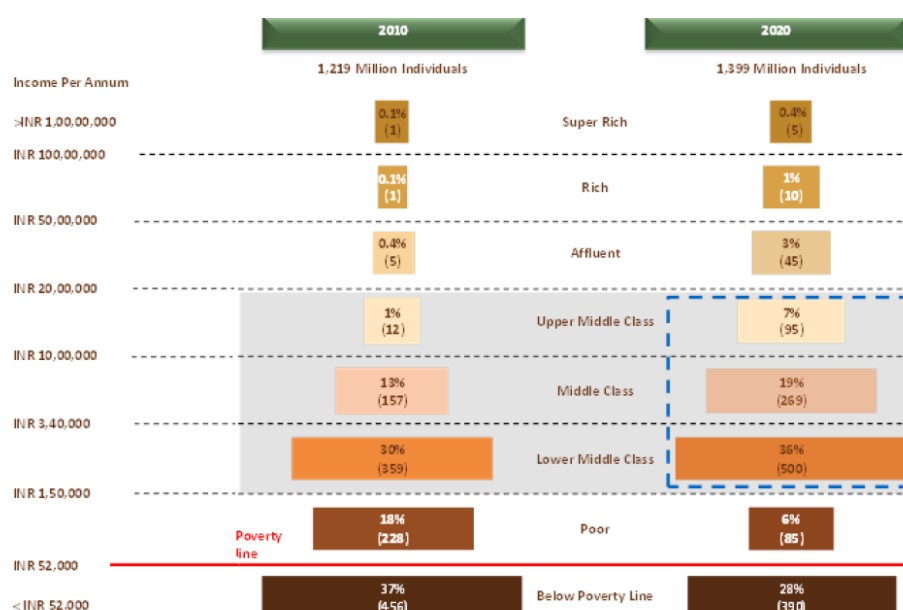 2010 2020
1,219 Million Individuals 1,399 Million Individuals
Income Per Annum
>INR 1,00,00,000 0.1% Super Rich 0.4%
(1) (5)
INR 100,00,000
0.1% Rich 1%
(1) (10)
INR 50,00,000
0.4% Affluent 3%
(5) (45)
INR 20,00,000
1% Upper Middle Class 7%
(12) (95)
INR 10,00,000
13% Middle Class 19%
(157) (269)
INR 3,40,000
30% Lower Middle Class 36%
(359) (500)
INR 1,50,000
18% Poor 6%
(228) (85)
Poverty
line
INR 52,000
37% Below Poverty Line 28%
< INR 52,000 (456) (390)